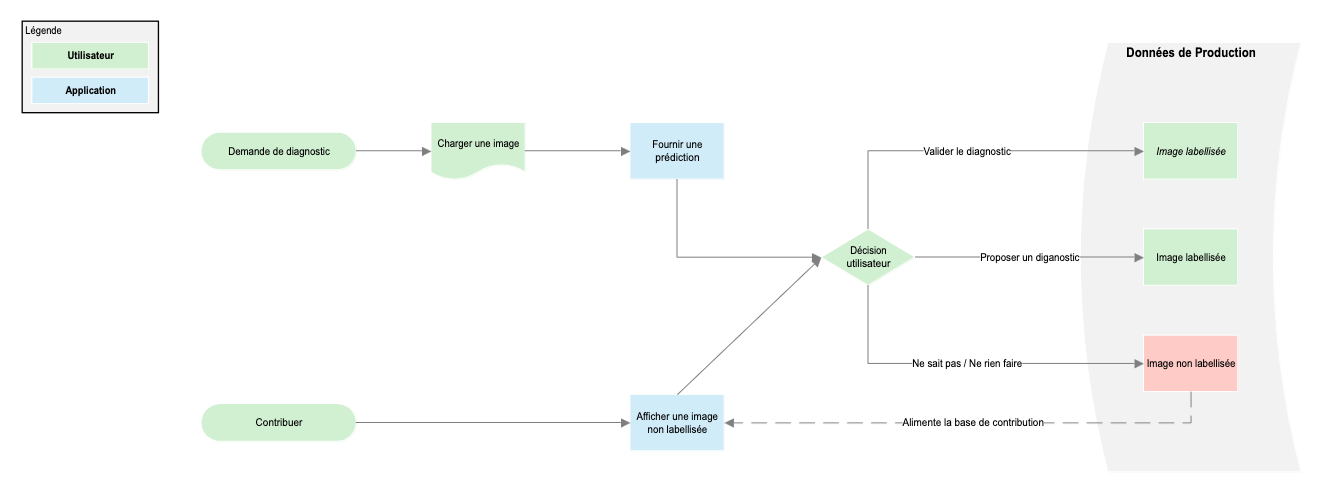 Légende
Utilisateur
Application
Données de Production
Demande de diagnostic
Charger une image
Fournir une
prédiction
Valider le diagnostic
Image labellisée
Décision
utilisateur
Proposer un diganostic
Image labellisée
Ne sait pas / Ne rien faire
Image non labellisée
Contribuer
Afficher une image
non labellisée
Alimente la base de contribution